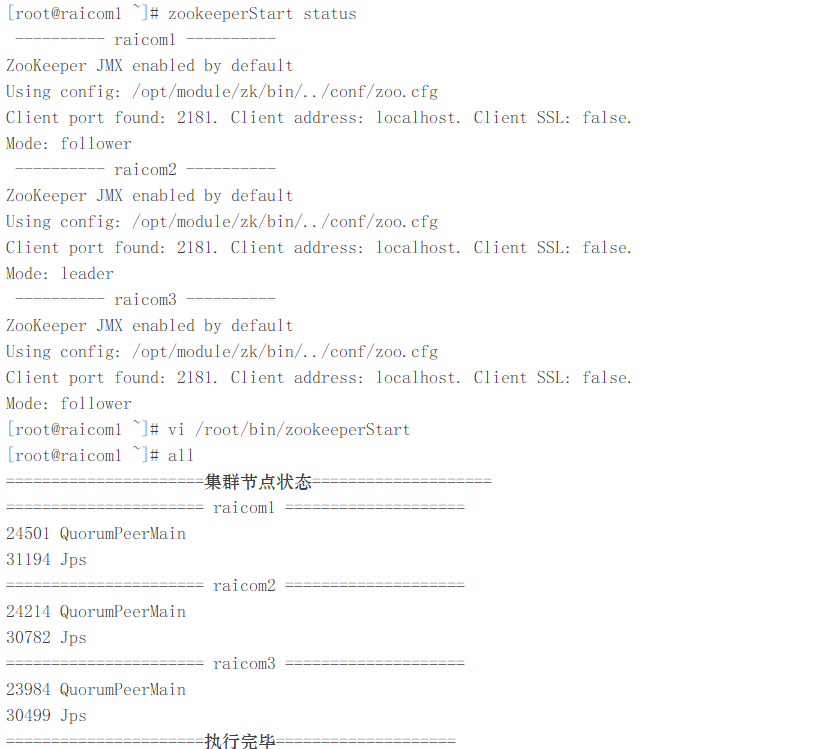 [root@raicom1 ~]# zookeeperStart status
---------- raicom1 ----------
ZooKeeper JMX enabled by default
Using config: /opt/module/zk/bin/../conf/zoo.cfg
Client port found: 2181. Client address: localhost. Client SSL: false.
Mode: follower
---------- raicom2 ----------
ZooKeeper JMX enabled by default
Using config: /opt/module/zk/bin/../conf/zoo.cfg
Client port found: 2181. Client address: localhost. Client SSL: false.
Mode: leader
---------- raicom3 ----------
ZooKeeper JMX enabled by default
Using config: /opt/module/zk/bin/../conf/zoo.cfg
Client port found: 2181. Client address: localhost. Client SSL: false.
Mode: follower
[root@raicom1 ~]# vi /root/bin/zookeeperStart
[root@raicom1 ~]# all
======================集群节点状态====================
====================== raicom1 ====================
24501 QuorumPeerMain
31194 Jps
====================== raicom2 ====================
24214 QuorumPeerMain
30782 Jps
====================== raicom3 ====================
23984 QuorumPeerMain
30499 Jps
======================执行完毕====================